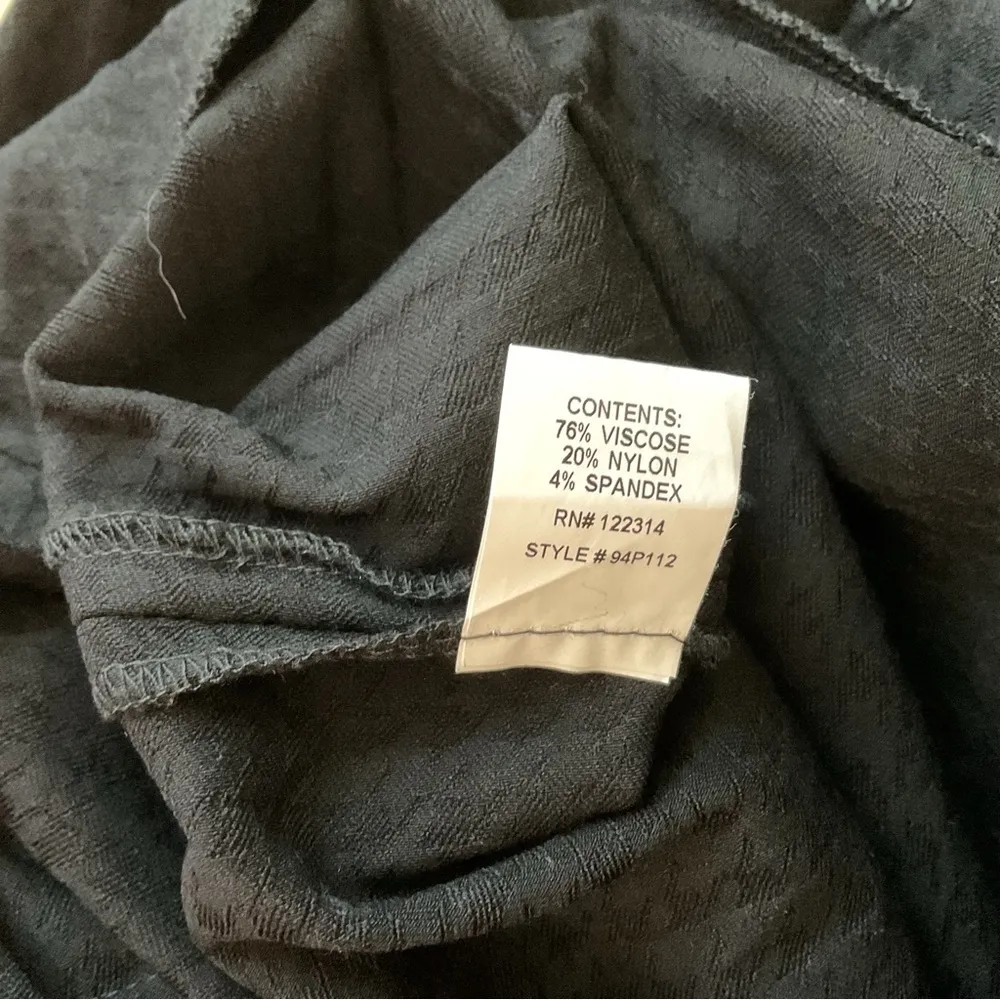 CONTENTS:
76% VISCOSE
20% NYLON
4% SPANDEX
RN# 122314
STYLE # 94P112